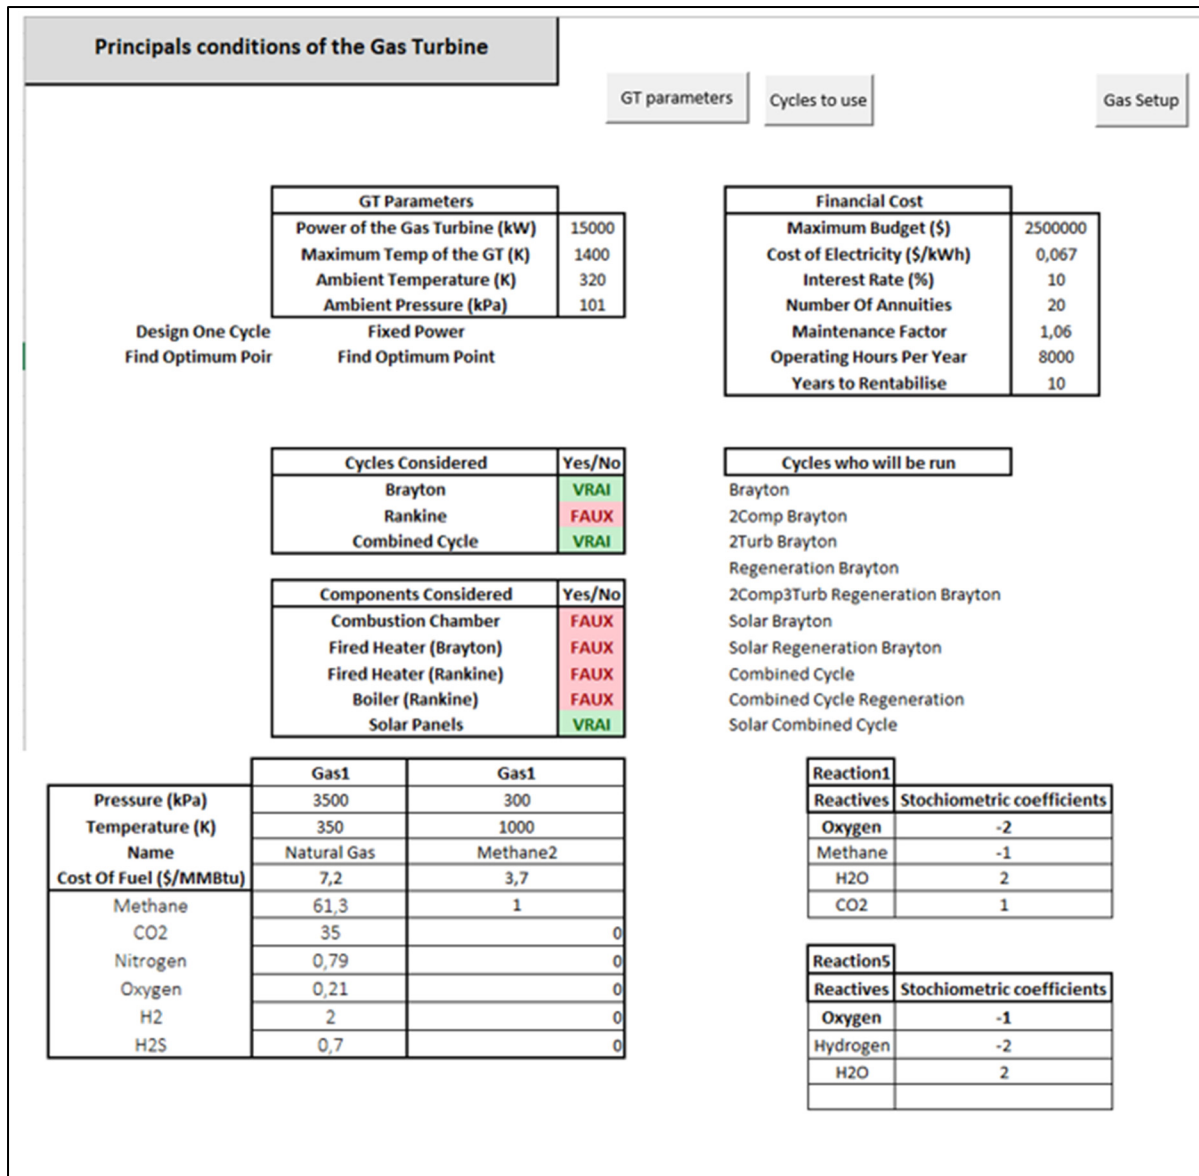 Principals conditions of the Gas Turbine
GT parameters
Cycles to use
Gas Setup
GT Parameters
Power of the Gas Turbine (kW) 15000
Maximum Temp of the GT (K) 1400
Ambient Temperature (K) 320
Ambient Pressure (kPa) 101
Design One Cycle Fixed Power
Find Optimum Poir Find Optimum Point
Financial Cost
Maximum Budget ($) 2500000
Cost of Electricity ($/kWh) 0,067
Interest Rate (%) 10
Number Of Annuities 20
Maintenance Factor 1,06
Operating Hours Per Year 8000
Years to Rentabilise 10
Cycles Considered Yes/No
Brayton VRAI
Rankine FAUX
Combined Cycle VRAI
Components Considered Yes/No
Combustion Chamber FAUX
Fired Heater (Brayton) FAUX
Fired Heater (Rankine) FAUX
Boiler (Rankine) FAUX
Solar Panels VRAI
Cycles who will be run
Brayton
2Comp Brayton
2Turb Brayton
Regeneration Brayton
2Comp3Turb Regeneration Brayton
Solar Brayton
Solar Regeneration Brayton
Combined Cycle
Combined Cycle Regeneration
Solar Combined Cycle
Gas1 Gas1
Pressure (kPa) 3500 300
Temperature (K) 350 1000
Name Natural Gas Methane2
Cost Of Fuel ($/MMBtu) 7,2 3,7
Methane 61,3 1
CO2 35 0
Nitrogen 0,79 0
Oxygen 0,21 0
H2 2 0
H2S 0,7 0
Reaction1
Reactives Stochiometric coefficients
Oxygen -2
Methane -1
H2O 2
CO2 1
Reaction5
Reactives Stochiometric coefficients
Oxygen -1
Hydrogen -2
H2O 2